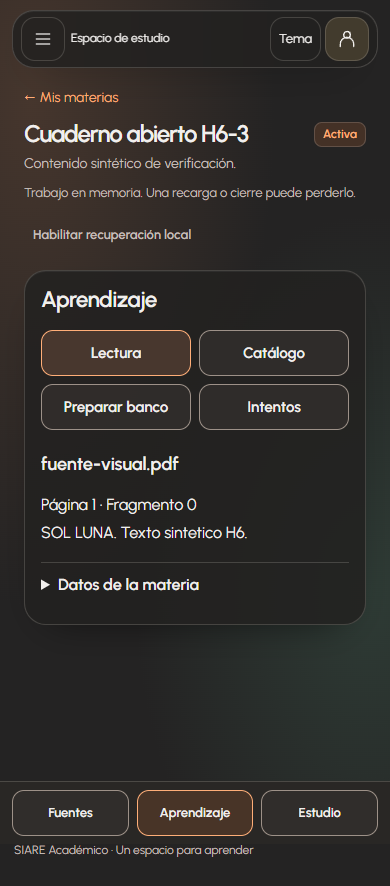 Espacio de estudio
Tema
← Mis materias
Cuaderno abierto H6-3
Activa
Contenido sintético de verificación.
Trabajo en memoria. Una recarga o cierre puede perderlo.
Habilitar recuperación local
Aprendizaje
Lectura
Catálogo
Preparar banco
Intentos
fuente-visual.pdf
Página 1 · Fragmento 0
SOL LUNA. Texto sintetico H6.
Datos de la materia
Fuentes
Aprendizaje
Estudio
SIARE Académico · Un espacio para aprender